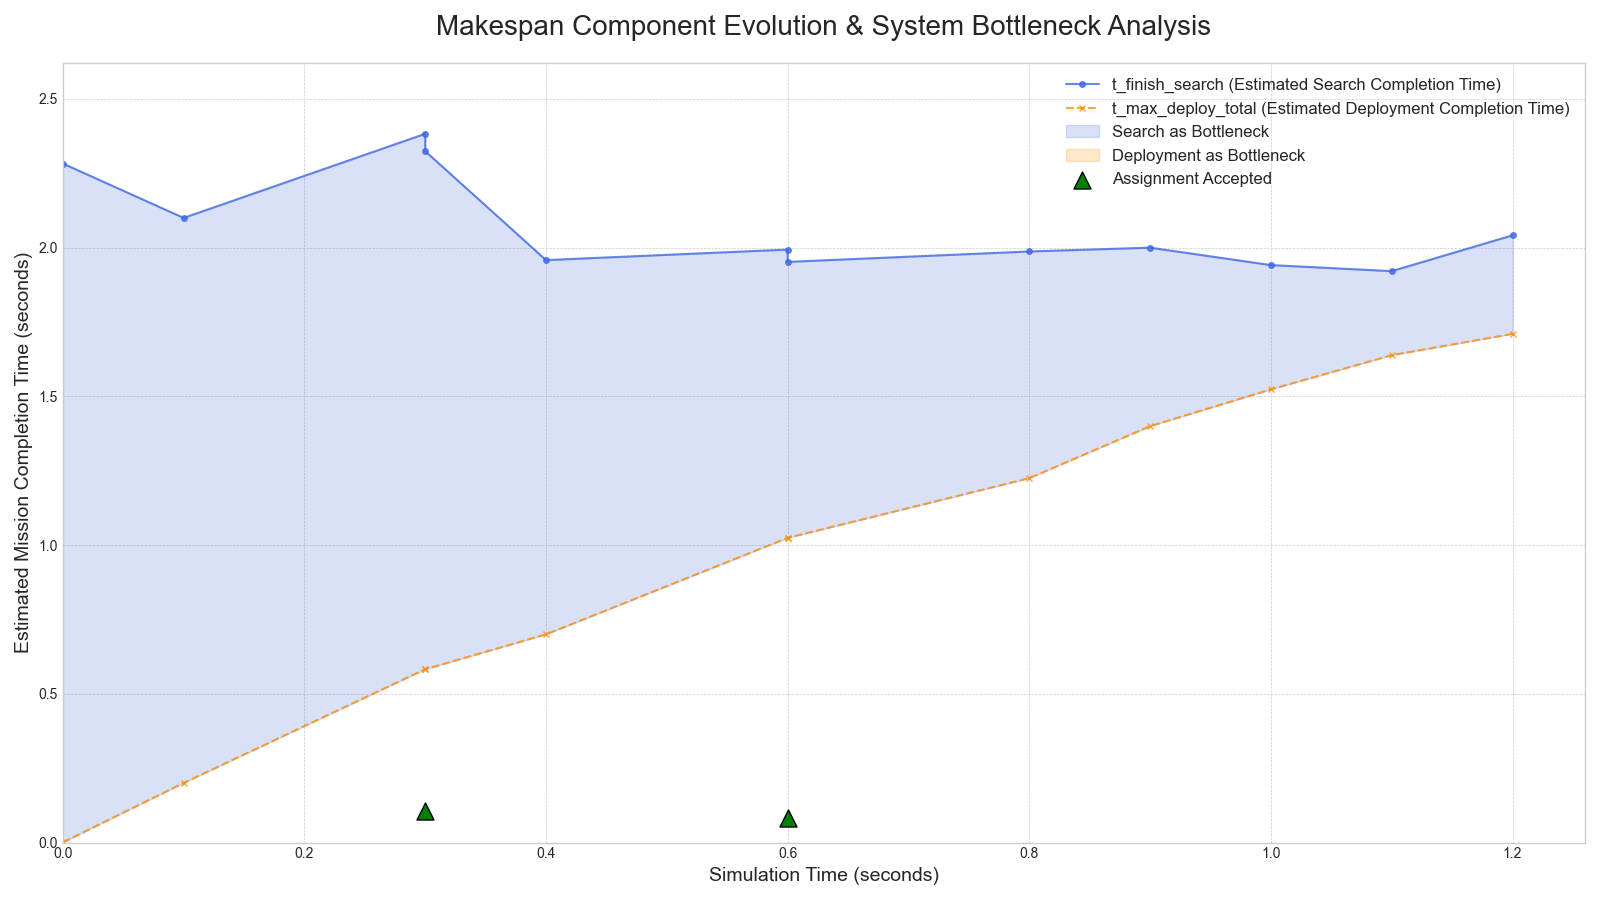 Makespan Component Evolution & System Bottleneck Analysis
t_finish_search (Estimated Search Completion Time)
t_max_deploy_total (Estimated Deployment Completion Time)
Search as Bottleneck
Deployment as Bottleneck
Assignment Accepted
Estimated Mission Completion Time (seconds)
2.5
2.0
1.5
1.0
0.5
0.0
0.0 0.2 0.4 0.6 0.8 1.0 1.2
Simulation Time (seconds)